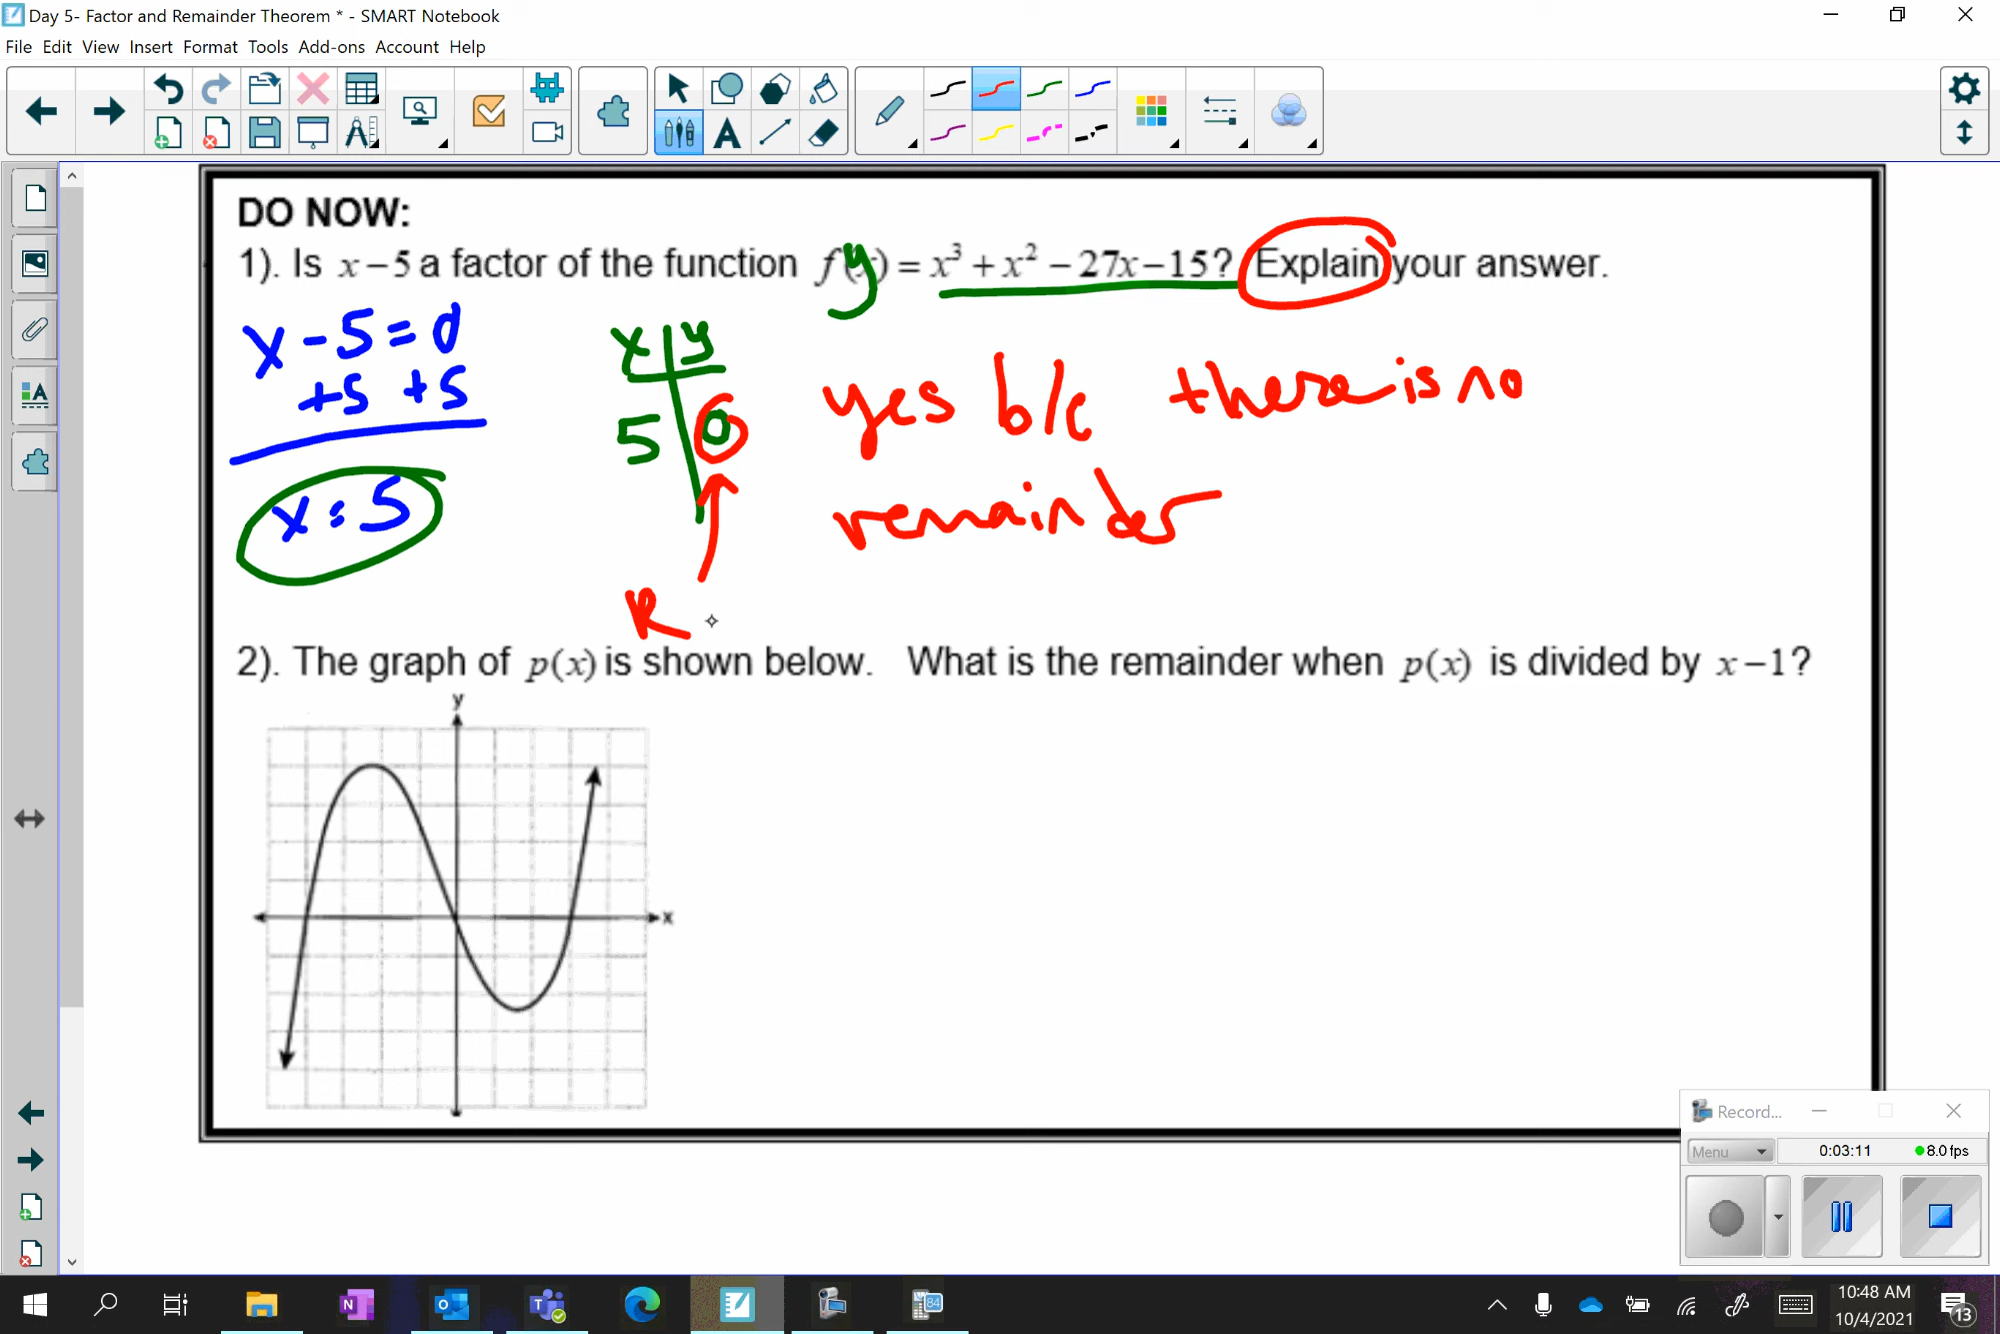 Day 5- Factor and Remainder Theorem * - SMART Notebook
File Edit View Insert Format Tools Add-ons Account Help
DO NOW:
1). Is x – 5 a factor of the function f( ) = x³ + x² – 27x – 15? Explain your answer.
y
x - 5 = 0
+5 +5
x = 5
x y
5 0
yes b/c there is no
remainder
R
2). The graph of p(x) is shown below. What is the remainder when p(x) is divided by x – 1?
y
x
Record...
Menu 0:03:11 8.0 fps
84
10:48 AM
10/4/2021
13